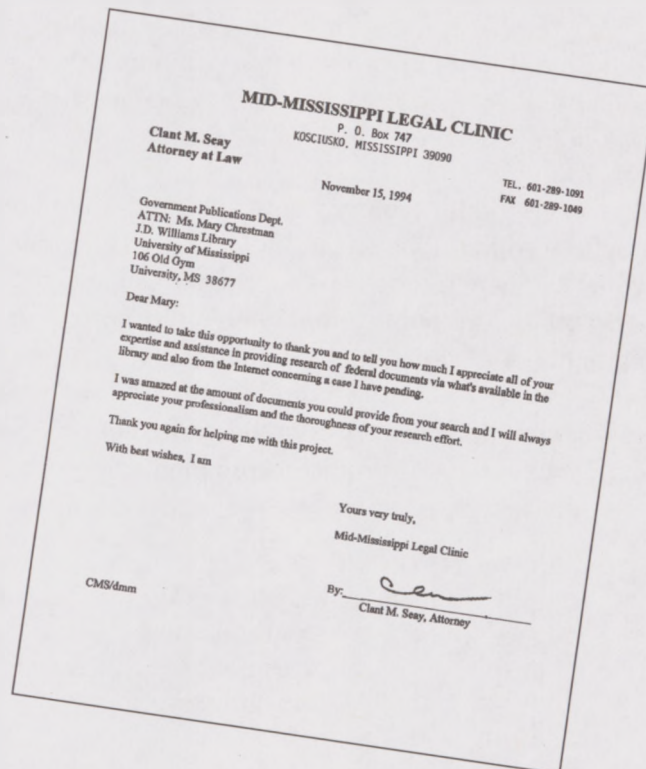 MID-MISSISSIPPI LEGAL CLINIC
P. O. Box 747
KOSCIUSKO, MISSISSIPPI 39090
Clant M. Seay
Attorney at Law
TEL. 601-289-1091
FAX 601-289-1049
November 15, 1994
Government Publications Dept.
ATTN: Ms. Mary Chrestman
J.D. Williams Library
University of Mississippi
106 Old Gym
University, MS 38677
Dear Mary:
I wanted to take this opportunity to thank you and to tell you how much I appreciate all of your
expertise and assistance in providing research of federal documents via what's available in the
library and also from the Internet concerning a case I have pending.
I was amazed at the amount of documents you could provide from your search and I will always
appreciate your professionalism and the thoroughness of your research effort.
Thank you again for helping me with this project.
With best wishes, I am
Yours very truly,
Mid-Mississippi Legal Clinic
CMS/dmm
By:
Clant M. Seay, Attorney